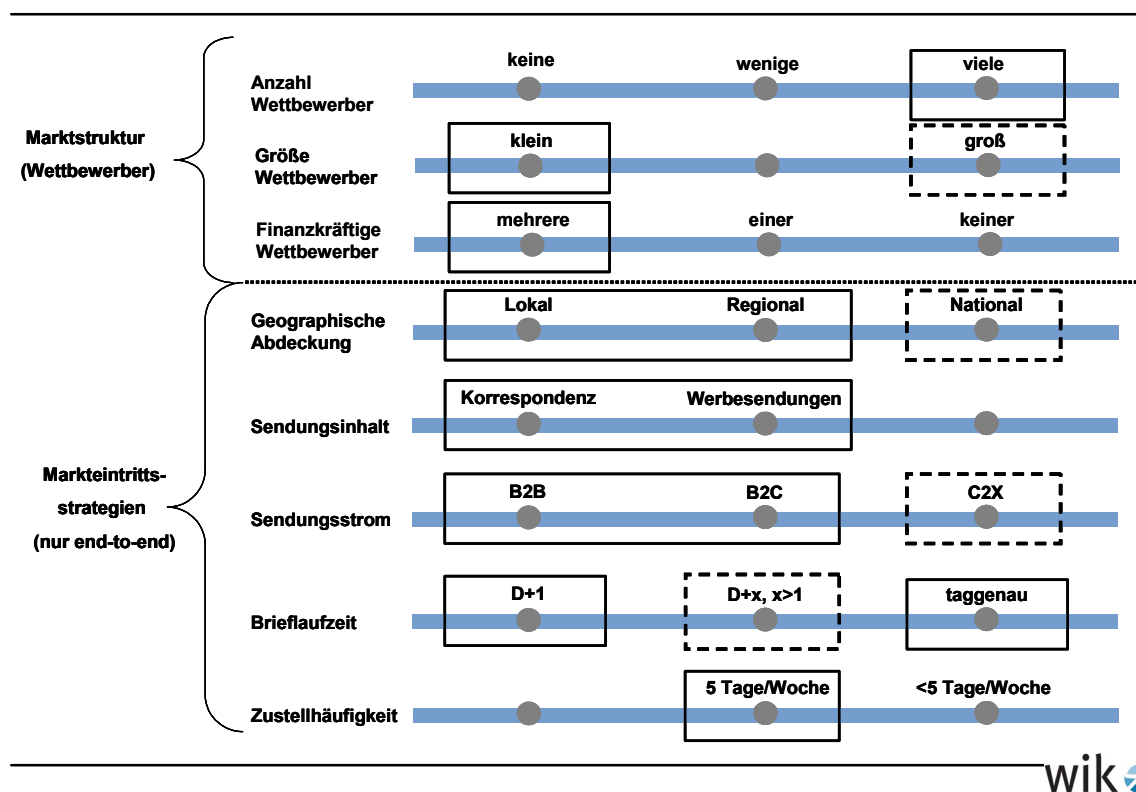 keine wenige viele
Anzahl
Wettbewerber
Marktstruktur
(Wettbewerber)
klein groß
Größe
Wettbewerber
mehrere einer keiner
Finanzkräftige
Wettbewerber
Lokal Regional National
Geographische
Abdeckung
Korrespondenz Werbesendungen
Sendungsinhalt
Markteintritts-
strategien
(nur end-to-end)
B2B B2C C2X
Sendungsstrom
D+1 D+x, x>1 taggenau
Brieflaufzeit
5 Tage/Woche <5 Tage/Woche
Zustellhäufigkeit
wik